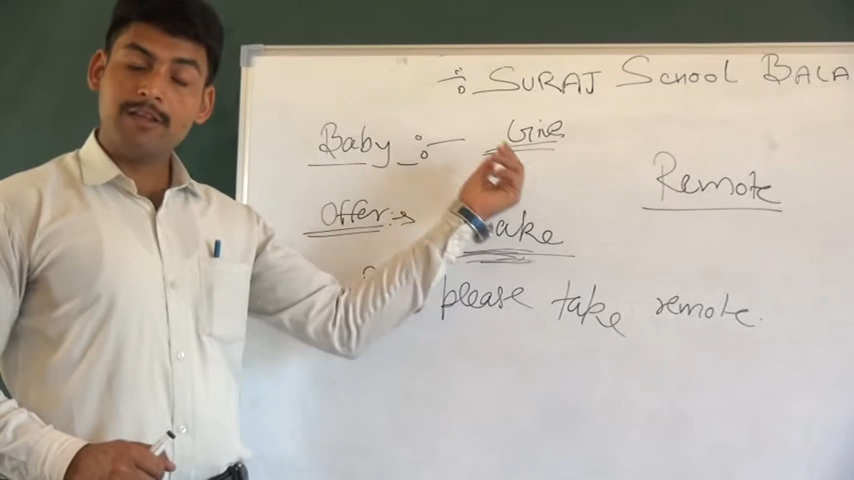 ÷ SURAJ SCHOOL BALA
Baby :- Give
Remote
Offer :→ Take
please take remote.